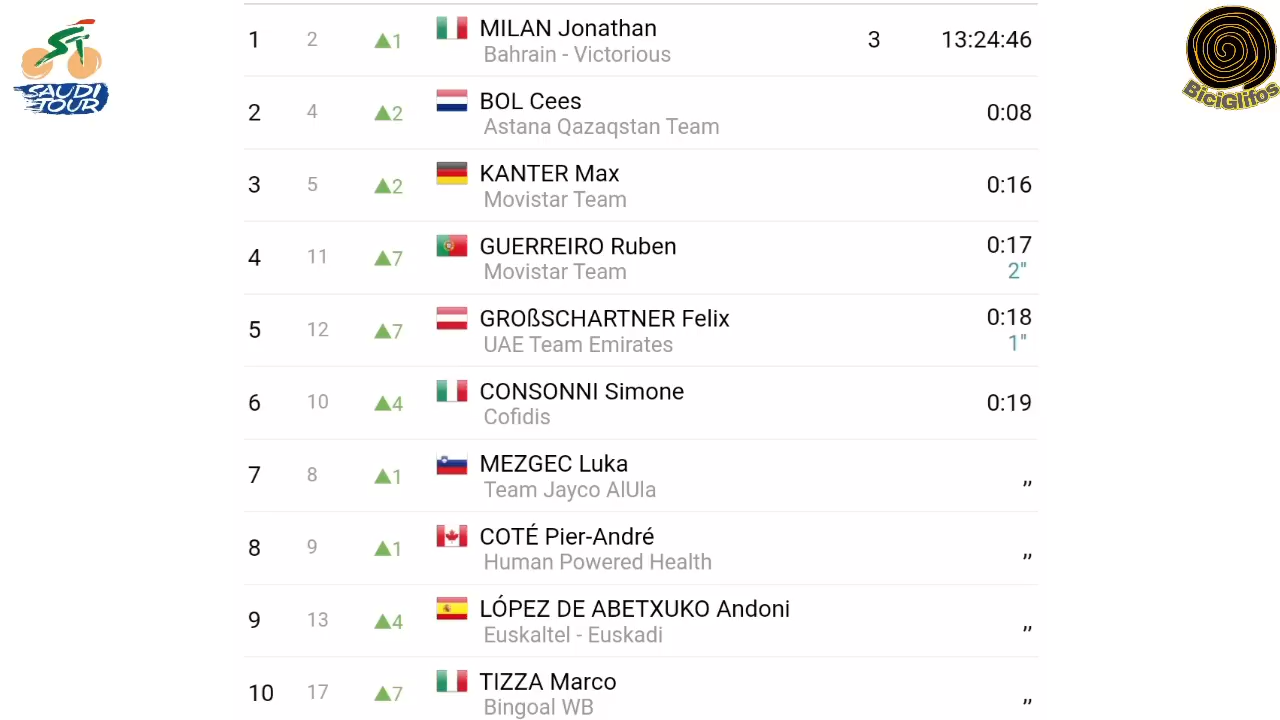 SAUDI
TOUR
BiciGlifos
1 2 ▲1 MILAN Jonathan 3 13:24:46
Bahrain - Victorious
2 4 ▲2 BOL Cees 0:08
Astana Qazaqstan Team
3 5 ▲2 KANTER Max 0:16
Movistar Team
4 11 ▲7 GUERREIRO Ruben 0:17
Movistar Team 2"
5 12 ▲7 GROßSCHARTNER Felix 0:18
UAE Team Emirates 1"
6 10 ▲4 CONSONNI Simone 0:19
Cofidis
7 8 ▲1 MEZGEC Luka ,,
Team Jayco AlUla
8 9 ▲1 COTÉ Pier-André ,,
Human Powered Health
9 13 ▲4 LÓPEZ DE ABETXUKO Andoni ,,
Euskaltel - Euskadi
10 17 ▲7 TIZZA Marco ,,
Bingoal WB